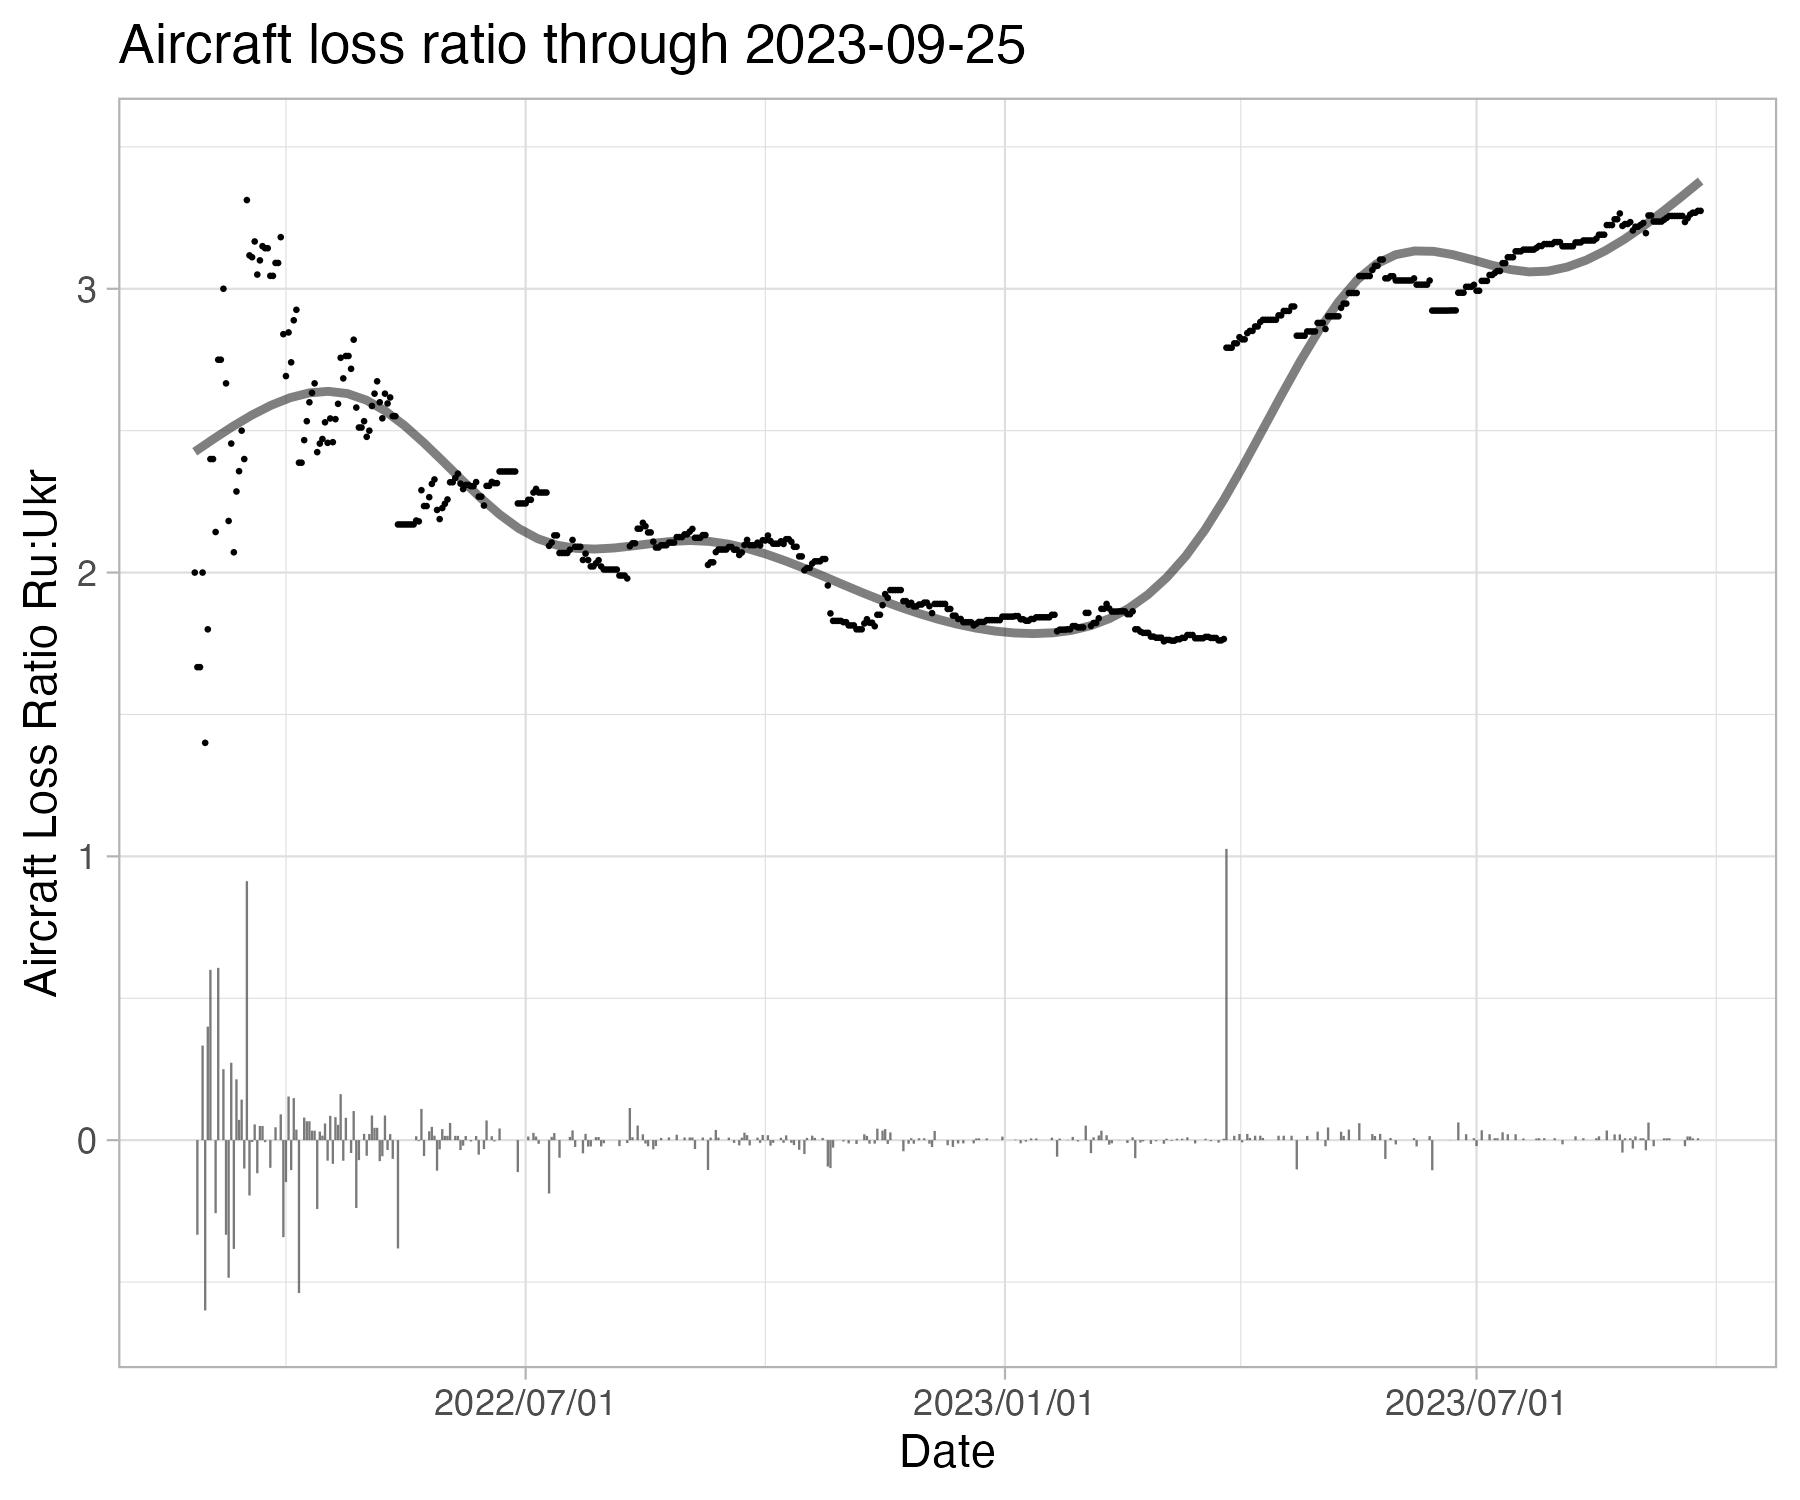 Aircraft loss ratio through 2023-09-25
Aircraft Loss Ratio Ru:Ukr
3
2
1
0
2022/07/01
2023/01/01
2023/07/01
Date